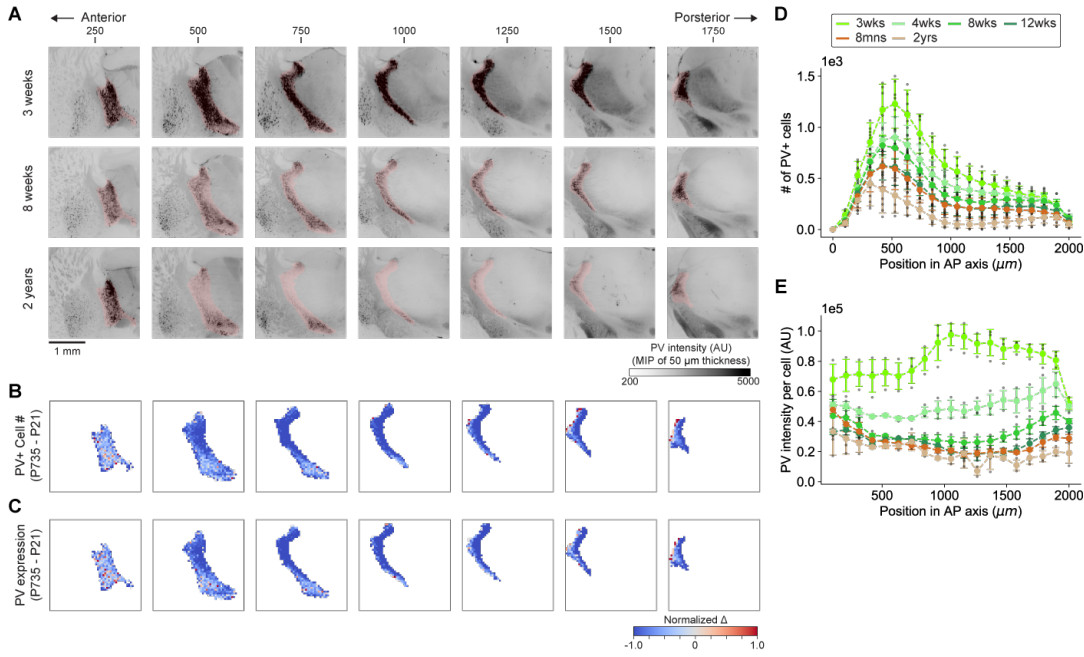 A
← Anterior
Porsterior →
250
500
750
1000
1250
1500
1750
3 weeks
8 weeks
2 years
1 mm
PV intensity (AU)
(MIP of 50 µm thickness)
200
5000
B
PV+ Cell #
(P735 - P21)
C
PV expression
(P735 - P21)
Normalized Δ
-1.0
0
1.0
3wks
4wks
8wks
12wks
8mns
2yrs
D
1e3
1.5
1.0
0.5
0.0
# of PV+ cells
0
500
1000
1500
2000
Position in AP axis (μm)
E
1e5
1.0
0.8
0.6
0.4
0.2
0.0
PV intensity per cell (AU)
500
1000
1500
2000
Position in AP axis (μm)